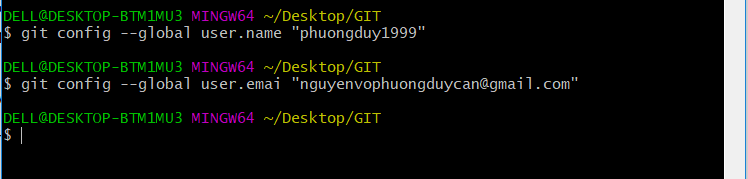 DELL@DESKTOP-BTM1MU3 MINGW64 ~/Desktop/GIT
$ git config --global user.name "phuongduy1999"
DELL@DESKTOP-BTM1MU3 MINGW64 ~/Desktop/GIT
$ git config --global user.emai "nguyenvophuongduycan@gmail.com"
DELL@DESKTOP-BTM1MU3 MINGW64 ~/Desktop/GIT
$